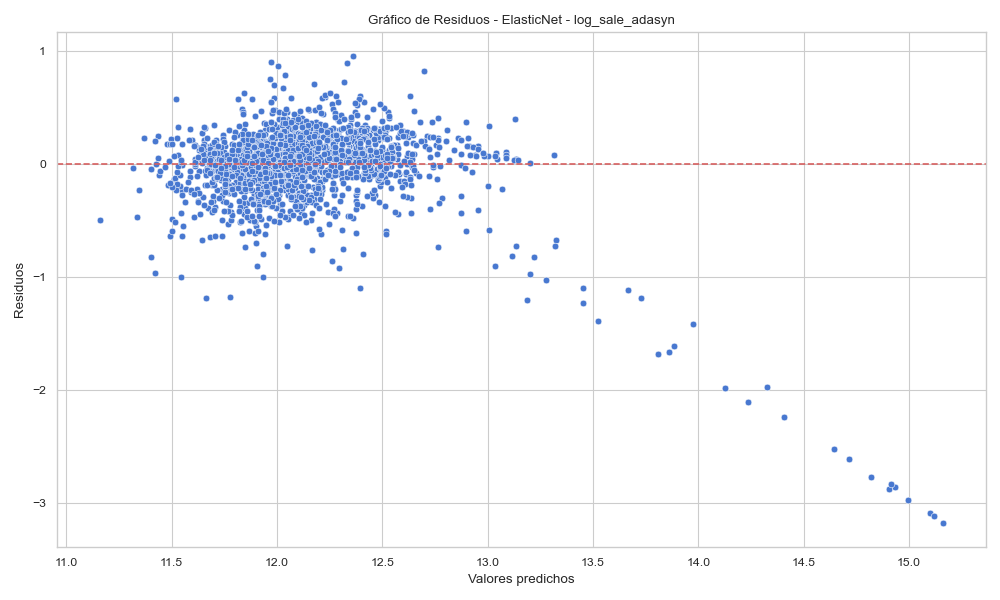 Gráfico de Residuos - ElasticNet - log_sale_adasyn
1
0
−1
−2
−3
Residuos
11.0 11.5 12.0 12.5 13.0 13.5 14.0 14.5 15.0
Valores predichos